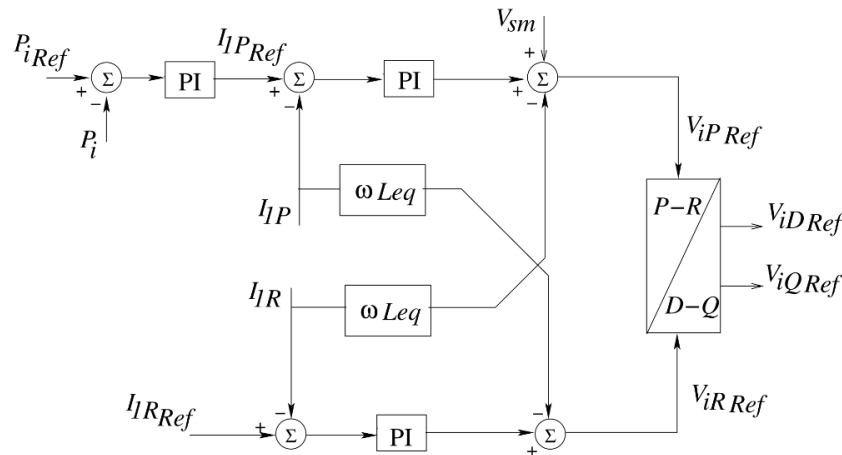 V_sm
P_iRef + − Σ PI I_1P_Ref + − Σ PI + + − Σ
P_i
V_iP Ref
I_1P ω Leq
P−R
D−Q
V_iD Ref
V_iQ Ref
I_1R ω Leq
V_iR Ref
I_1R_Ref + − Σ PI + − Σ